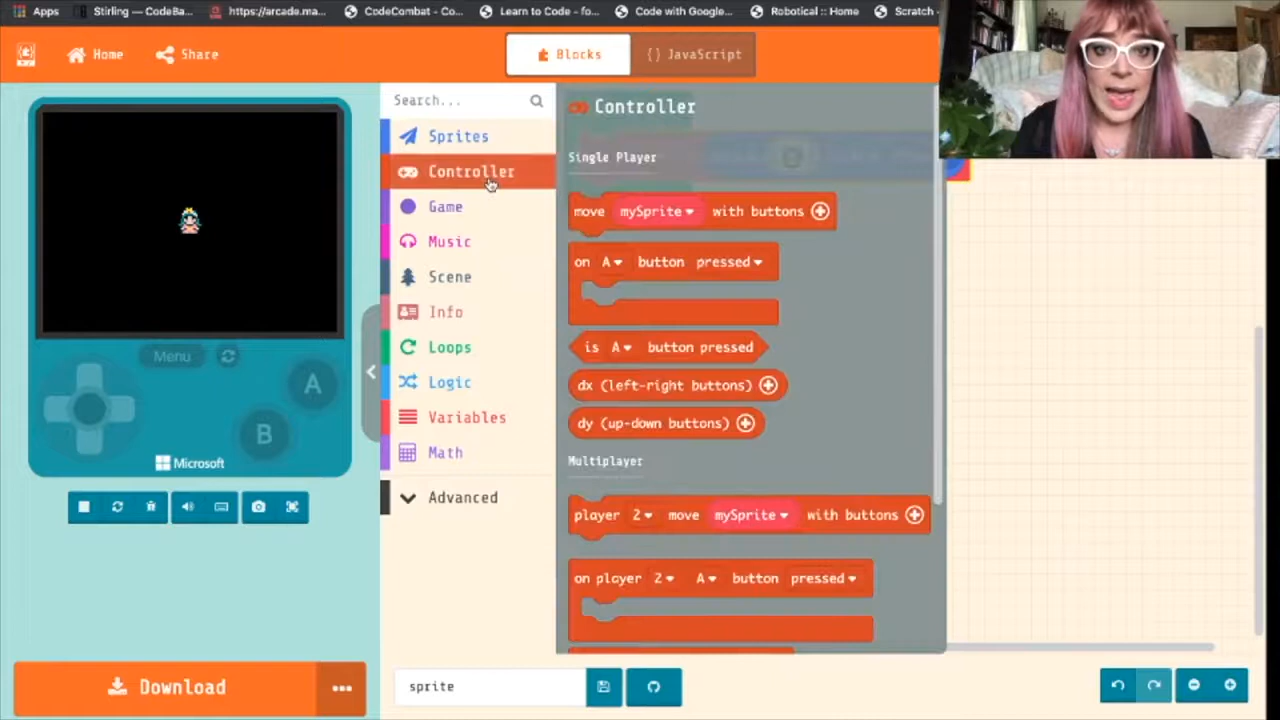 Apps
Stirling — CodeBa...
https://arcade.ma...
CodeCombat - Co...
Learn to Code - fo...
Code with Google...
Robotical :: Home
Scratch -
Home
Share
Blocks
{} JavaScript
Search...
Sprites
Controller
Game
Music
Scene
Info
Loops
Logic
Variables
Math
Advanced
Controller
Single Player
move mySprite with buttons
on A button pressed
is A button pressed
dx (left-right buttons)
dy (up-down buttons)
Multiplayer
player 2 move mySprite with buttons
on player 2 A button pressed
Menu
A
B
Microsoft
Download
sprite